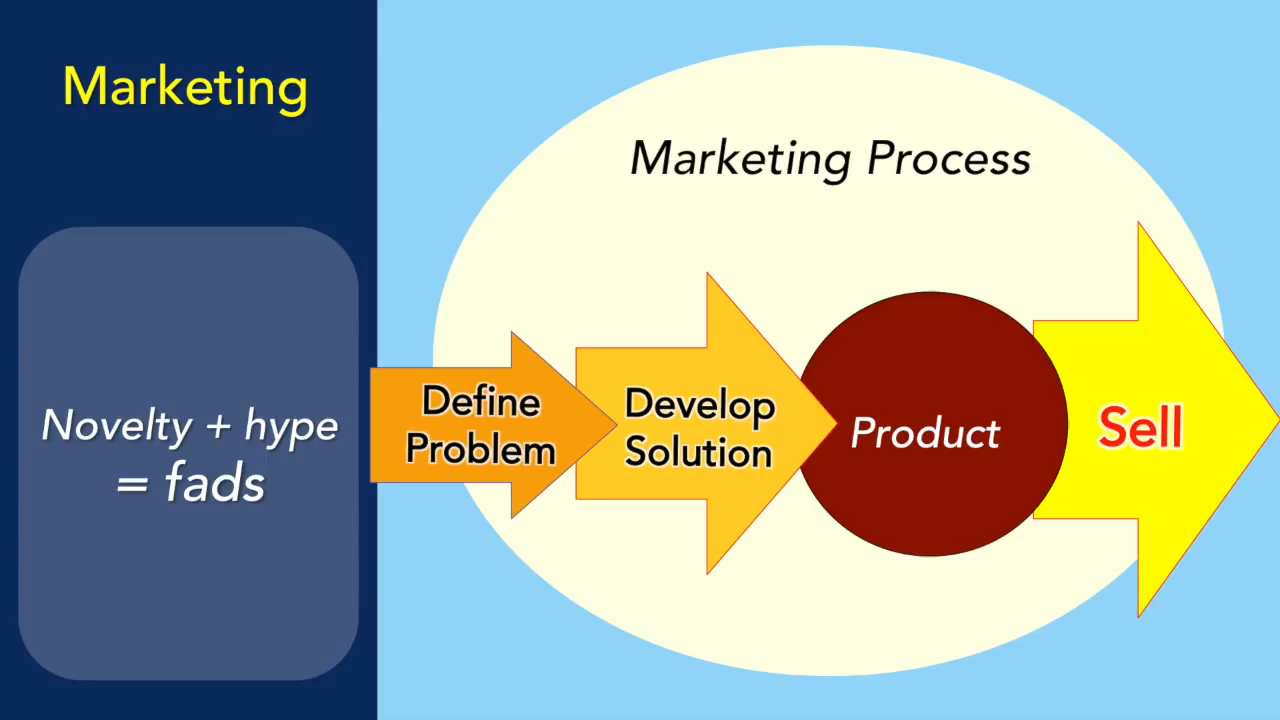 Marketing
Novelty + hype
= fads
Marketing Process
Define
Problem
Develop
Solution
Product
Sell